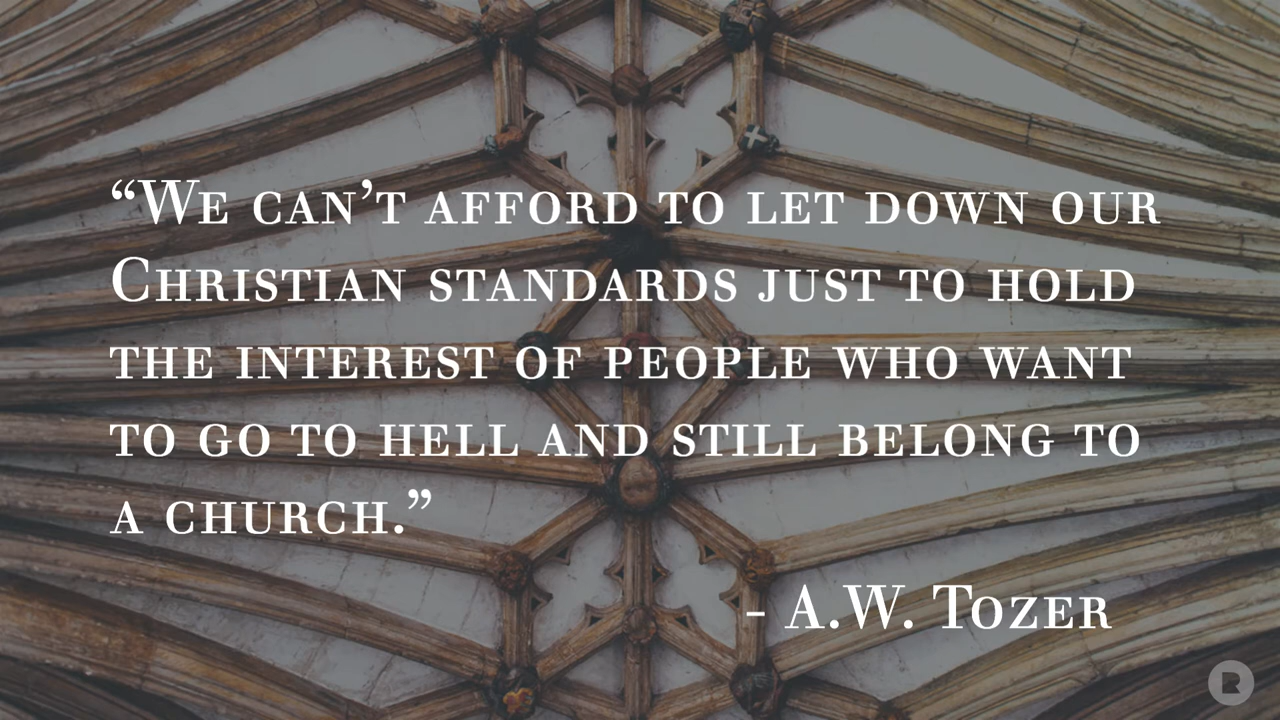 “We can’t afford to let down our
Christian standards just to hold
the interest of people who want
to go to hell and still belong to
a church.”
- A.W. Tozer
R